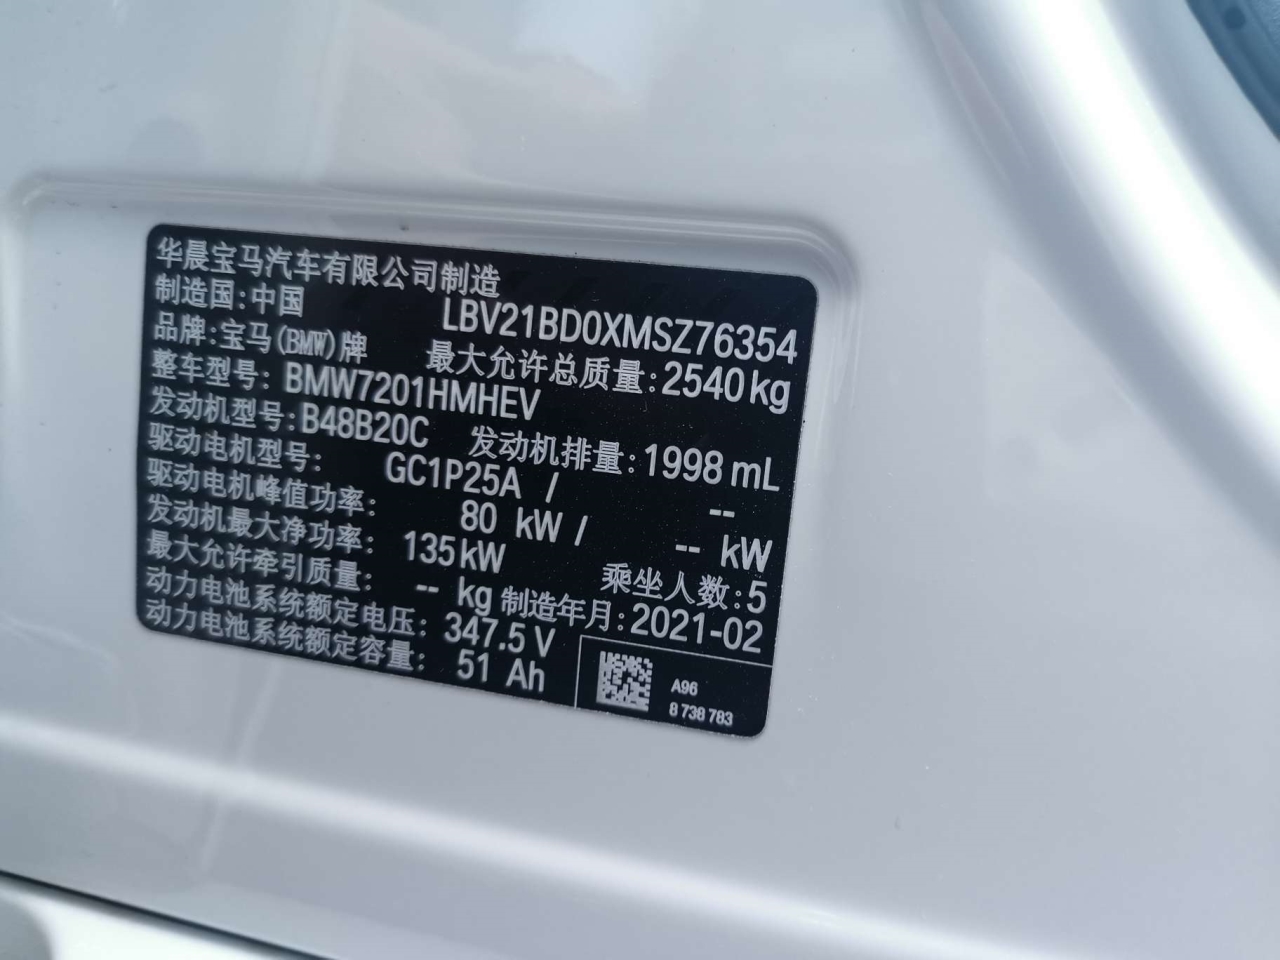 华晨宝马汽车有限公司制造
制造国:中国 LBV21BD0XMSZ76354
品牌:宝马(BMW)牌 最大允许总质量:2540kg
整车型号: BMW7201HMHEV
发动机型号:B48B20C 发动机排量:1998 mL
驱动电机型号: GC1P25A / --
驱动电机峰值功率: 80 kW / -- kW
发动机最大净功率: 135kW 乘坐人数:5
最大允许牵引质量: -- kg 制造年月:2021-02
动力电池系统额定电压: 347.5 V
动力电池系统额定容量: 51 Ah
A96
8 738 783